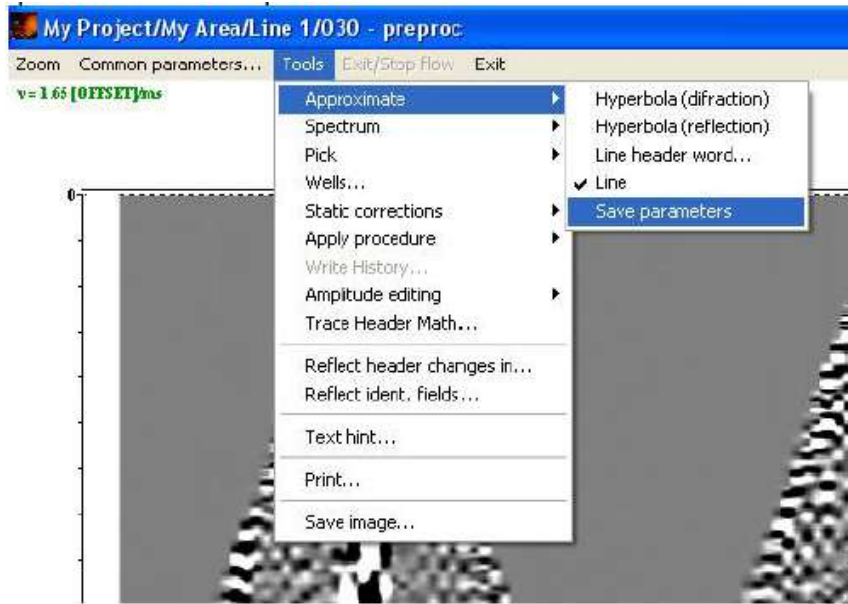 My Project/My Area/Line 1/030 - preproc
Zoom Common parameters... Tools Exit/Stop flow Exit
v= 1.65 [OFFSET]/ms
0
Approximate
Spectrum
Pick
Wells...
Static corrections
Apply procedure
Write History...
Amplitude editing
Trace Header Math...
Reflect header changes in...
Reflect ident. fields...
Text hint...
Print...
Save image...
Hyperbola (difraction)
Hyperbola (reflection)
Line header word...
Line
Save parameters